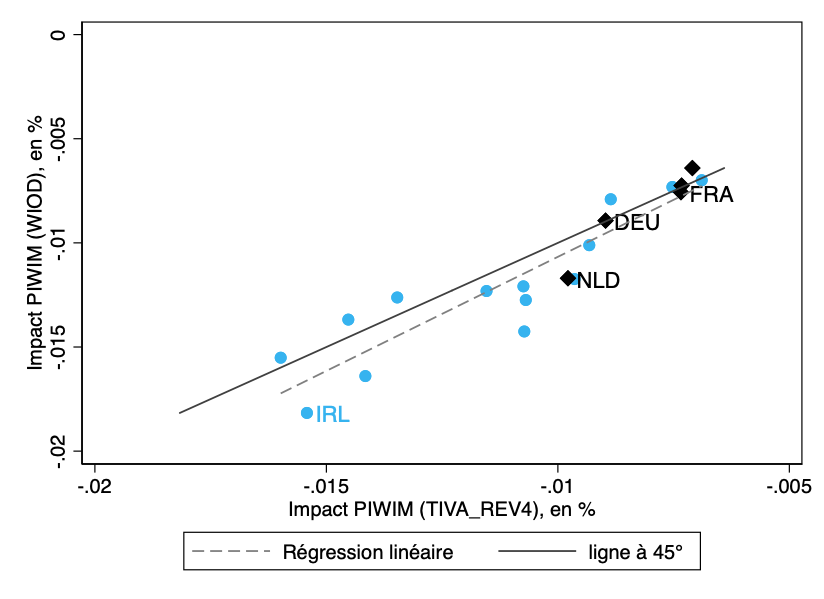 0
-.005
-.01
-.015
-.02
Impact PIWIM (WIOD), en %
FRA
DEU
NLD
IRL
-.02 -.015 -.01 -.005
Impact PIWIM (TIVA_REV4), en %
Régression linéaire ligne à 45°